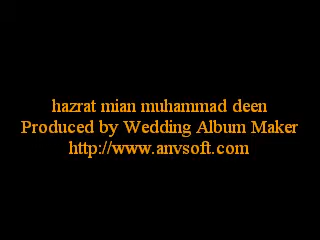 hazrat mian muhammad deen
Produced by Wedding Album Maker
http://www.anvsoft.com